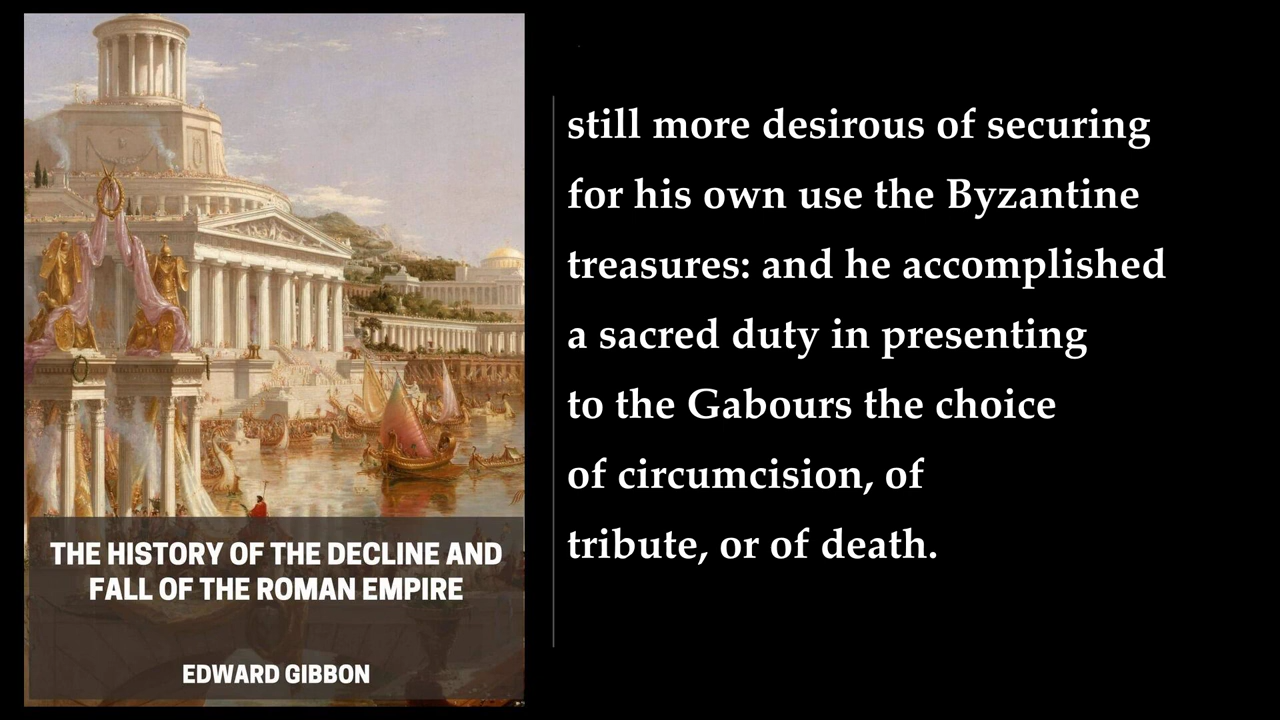 still more desirous of securing
for his own use the Byzantine
treasures: and he accomplished
a sacred duty in presenting
to the Gabours the choice
of circumcision, of
tribute, or of death.
THE HISTORY OF THE DECLINE AND
FALL OF THE ROMAN EMPIRE
EDWARD GIBBON